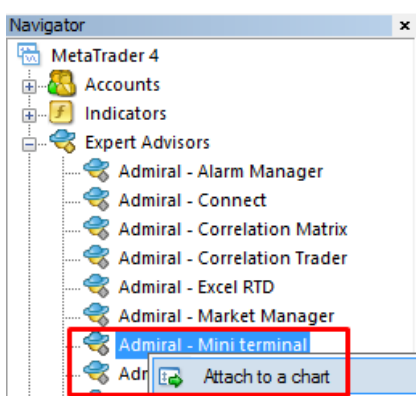 Navigator x
MetaTrader 4
Accounts
Indicators
Expert Advisors
Admiral - Alarm Manager
Admiral - Connect
Admiral - Correlation Matrix
Admiral - Correlation Trader
Admiral - Excel RTD
Admiral - Market Manager
Admiral - Mini terminal
Adr
Attach to a chart